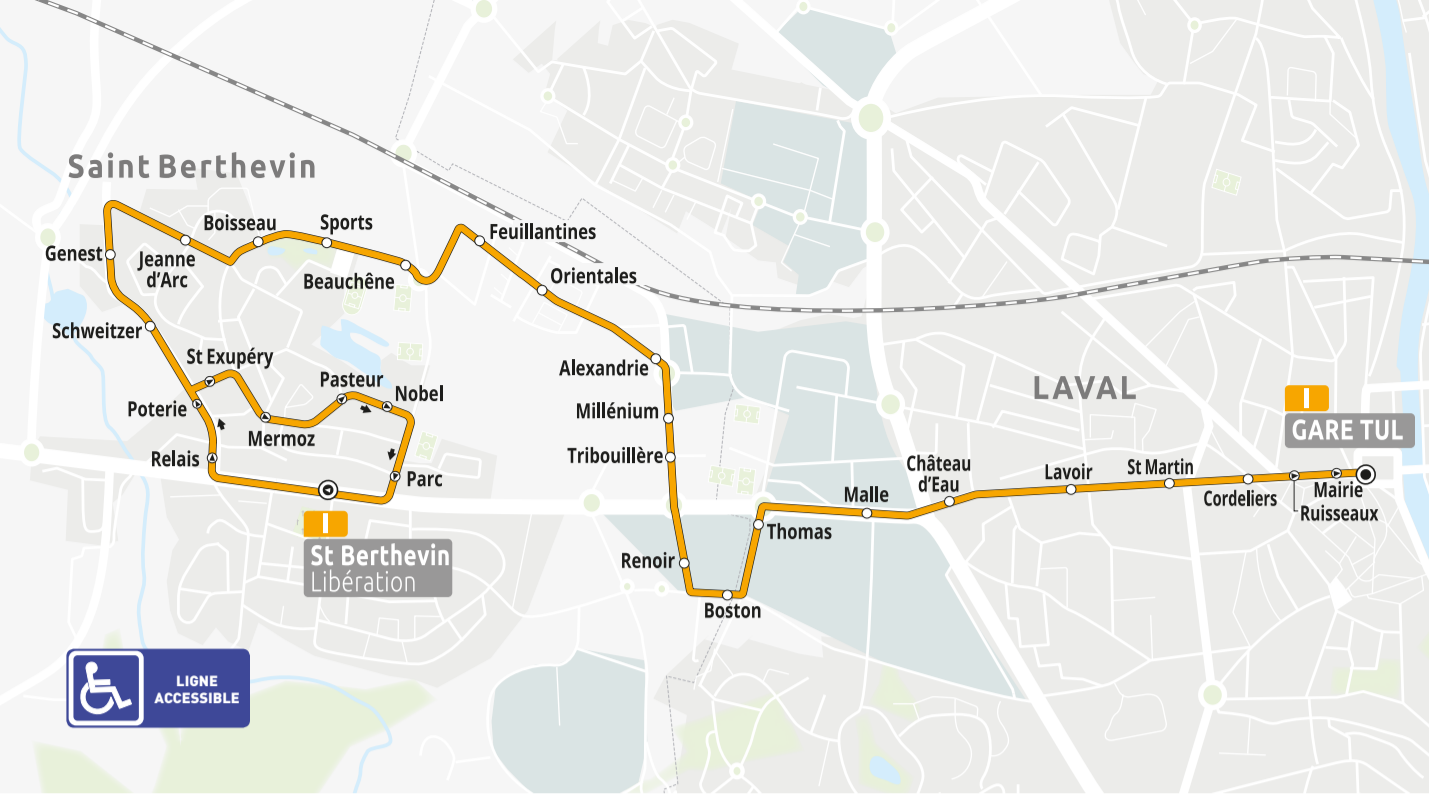 Saint Berthevin
Boisseau
Sports
Feuillantines
Genest
Jeanne
d'Arc
Beauchêne
Orientales
Schweitzer
St Exupéry
Alexandrie
Pasteur
Nobel
LAVAL
I
GARE TUL
Poterie
Mermoz
Millénium
Relais
Parc
Tribouillère
Château
d'Eau
Lavoir
St Martin
Cordeliers
Mairie
Ruisseaux
Malle
Thomas
I
St Berthevin
Libération
Renoir
Boston
LIGNE
ACCESSIBLE